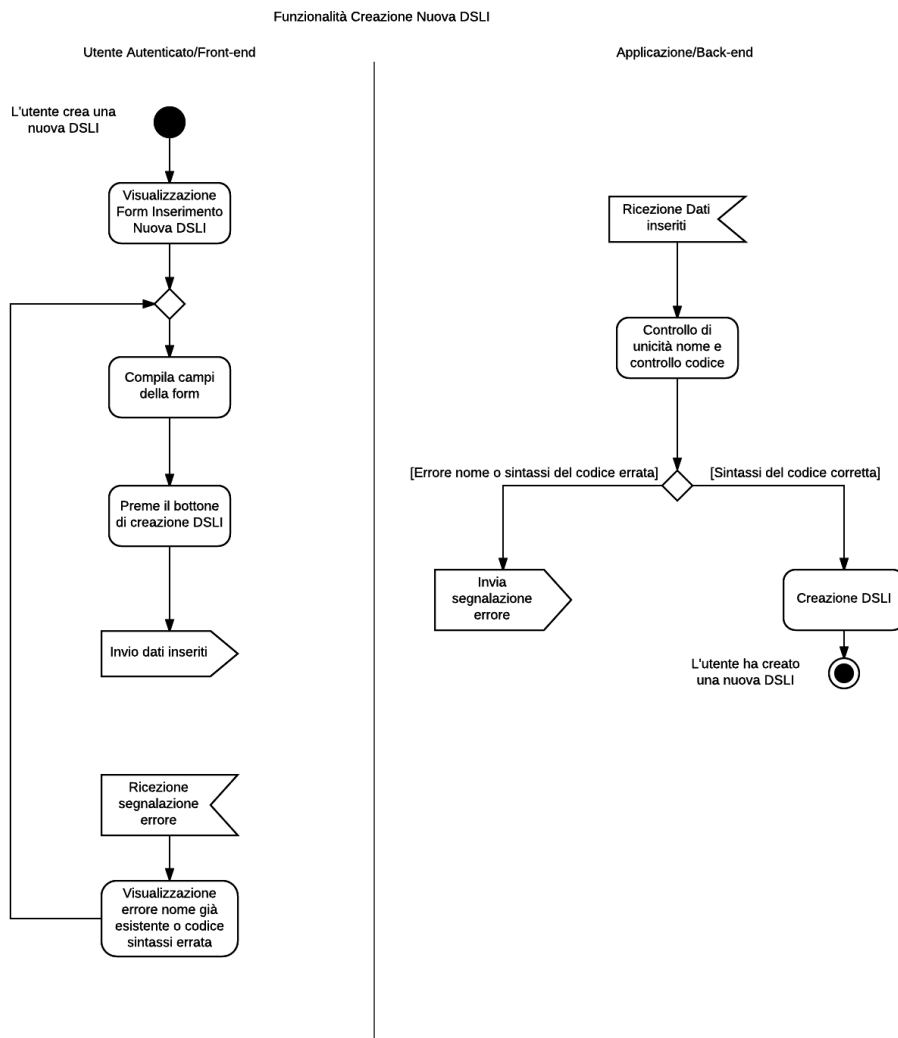 Funzionalità Creazione Nuova DSLI
Utente Autenticato/Front-end
L'utente crea una
nuova DSLI
Visualizzazione
Form Inserimento
Nuova DSLI
Compila campi
della form
Preme il bottone
di creazione DSLI
Invio dati inseriti
Ricezione
segnalazione
errore
Visualizzazione
errore nome già
esistente o codice
sintassi errata
Applicazione/Back-end
Ricezione Dati
inseriti
Controllo di
unicità nome e
controllo codice
[Errore nome o sintassi del codice errata]
[Sintassi del codice corretta]
Invia
segnalazione
errore
Creazione DSLI
L'utente ha creato
una nuova DSLI